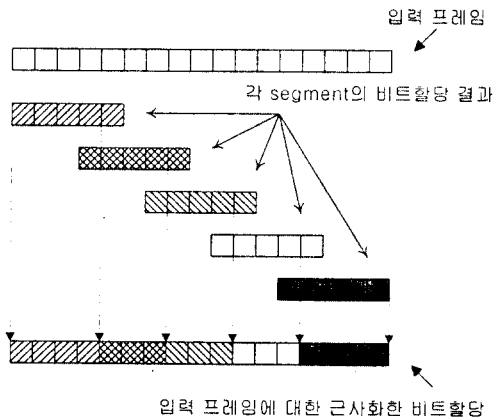 입력 프레임
각 segment의 비트할당 결과
입력 프레임에 대한 근사화한 비트할당